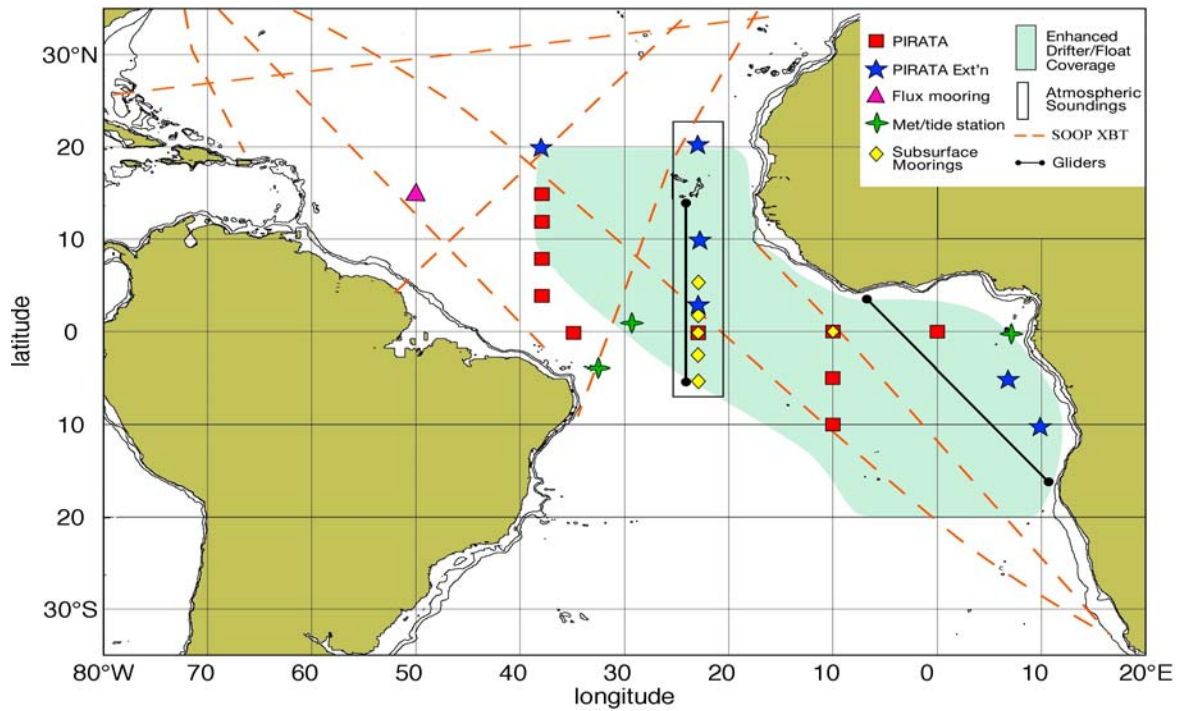 30°N
20
10
0
10
20
30°S
latitude
80°W
70
60
50
40
30
20
10
0
10
20°E
longitude
PIRATA
PIRATA Ext'n
Flux mooring
Met/tide station
Subsurface
Moorings
Enhanced
Drifter/Float
Coverage
Atmospheric
Soundings
SOOP XBT
Gliders